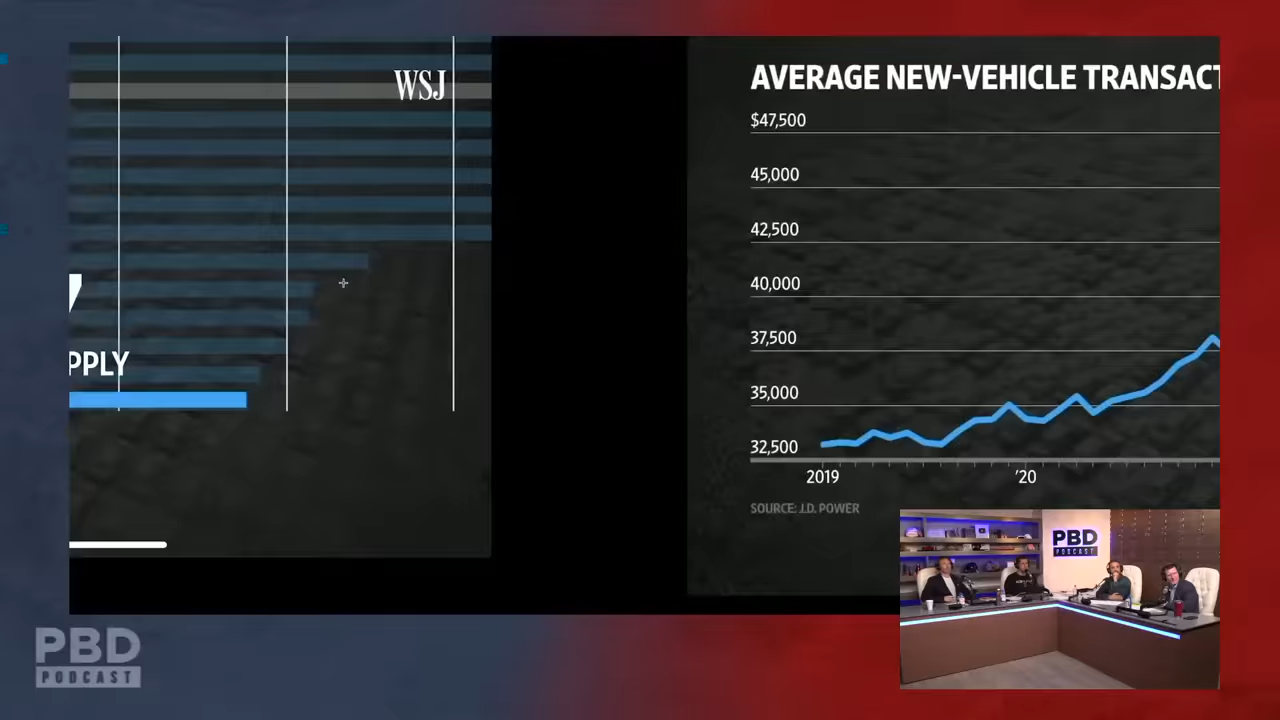 WSJ
PPLY
AVERAGE NEW-VEHICLE TRANSACT
$47,500
45,000
42,500
40,000
37,500
35,000
32,500
2019
'20
SOURCE: J.D. POWER
PBD
PODCAST
PBD
PODCAST